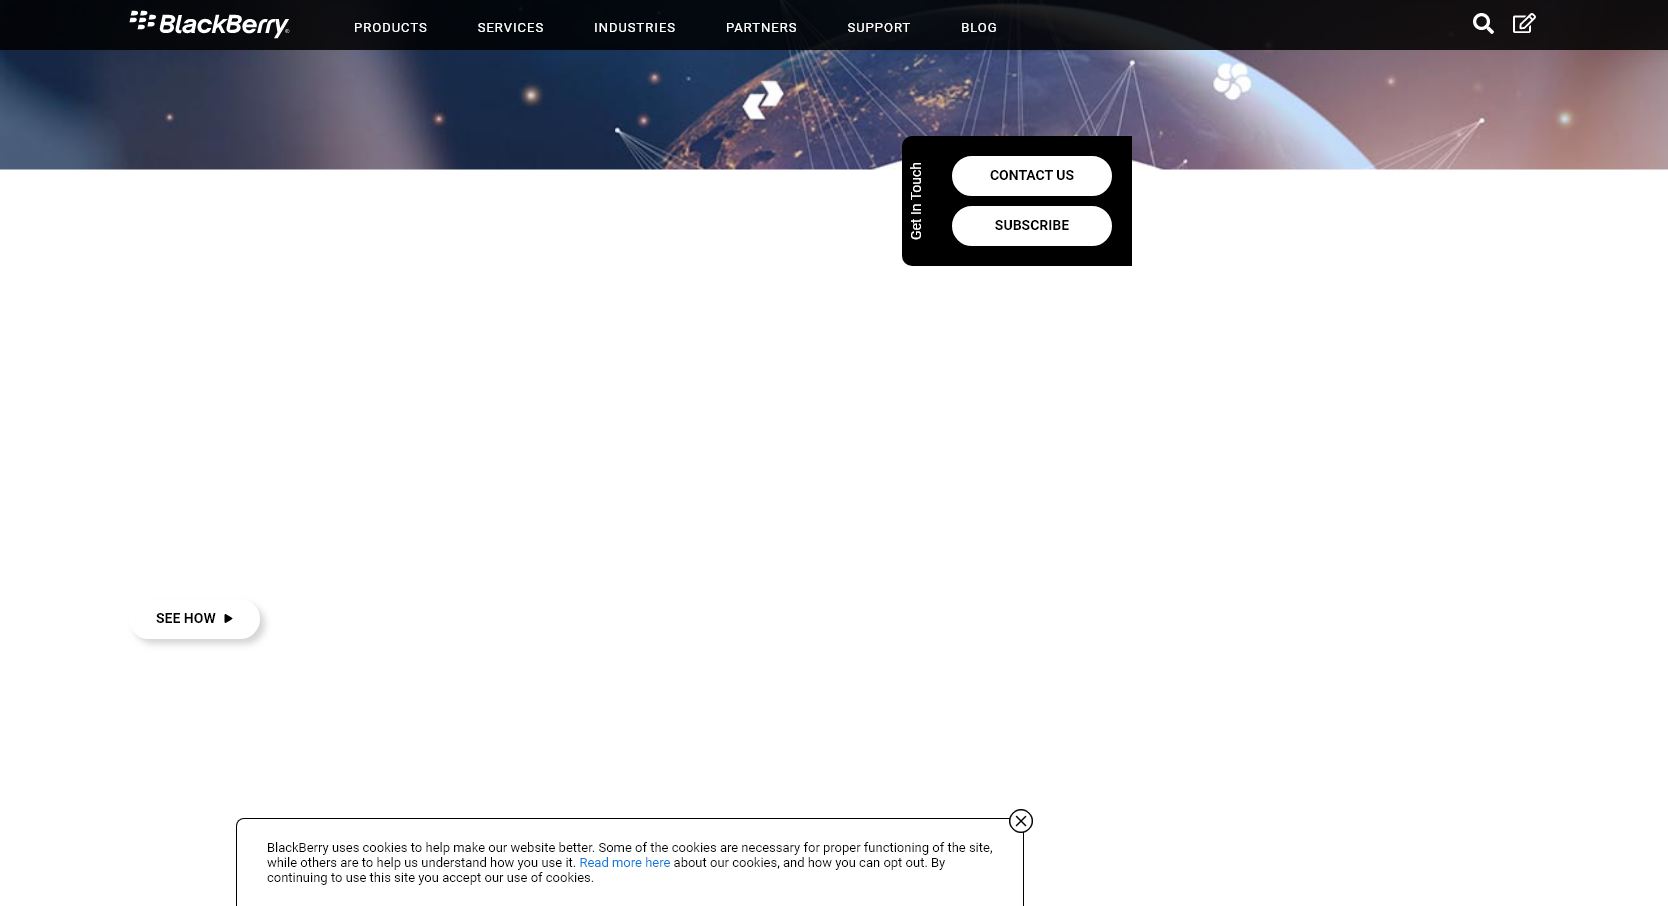 BlackBerry
PRODUCTS
SERVICES
INDUSTRIES
PARTNERS
SUPPORT
BLOG
Get In Touch
CONTACT US
SUBSCRIBE
SEE HOW
BlackBerry uses cookies to help make our website better. Some of the cookies are necessary for proper functioning of the site,
while others are to help us understand how you use it. Read more here about our cookies, and how you can opt out. By
continuing to use this site you accept our use of cookies.